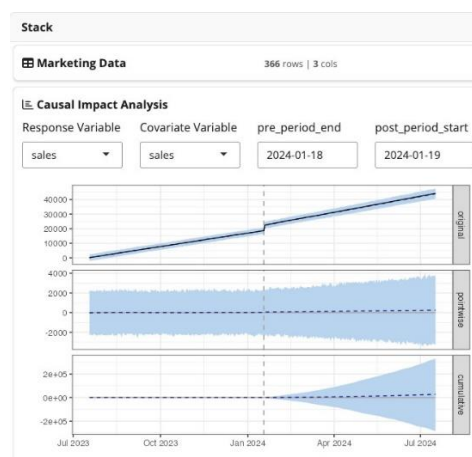 Stack
Marketing Data 366 rows | 3 cols
Causal Impact Analysis
Response Variable Covariate Variable pre_period_end post_period_start
sales sales 2024-01-18 2024-01-19
40000
30000
20000
10000
0
original
4000
2000
0
-2000
pointwise
2e+05
0e+00
-2e+05
cumulative
Jul 2023 Oct 2023 Jan 2024 Apr 2024 Jul 2024